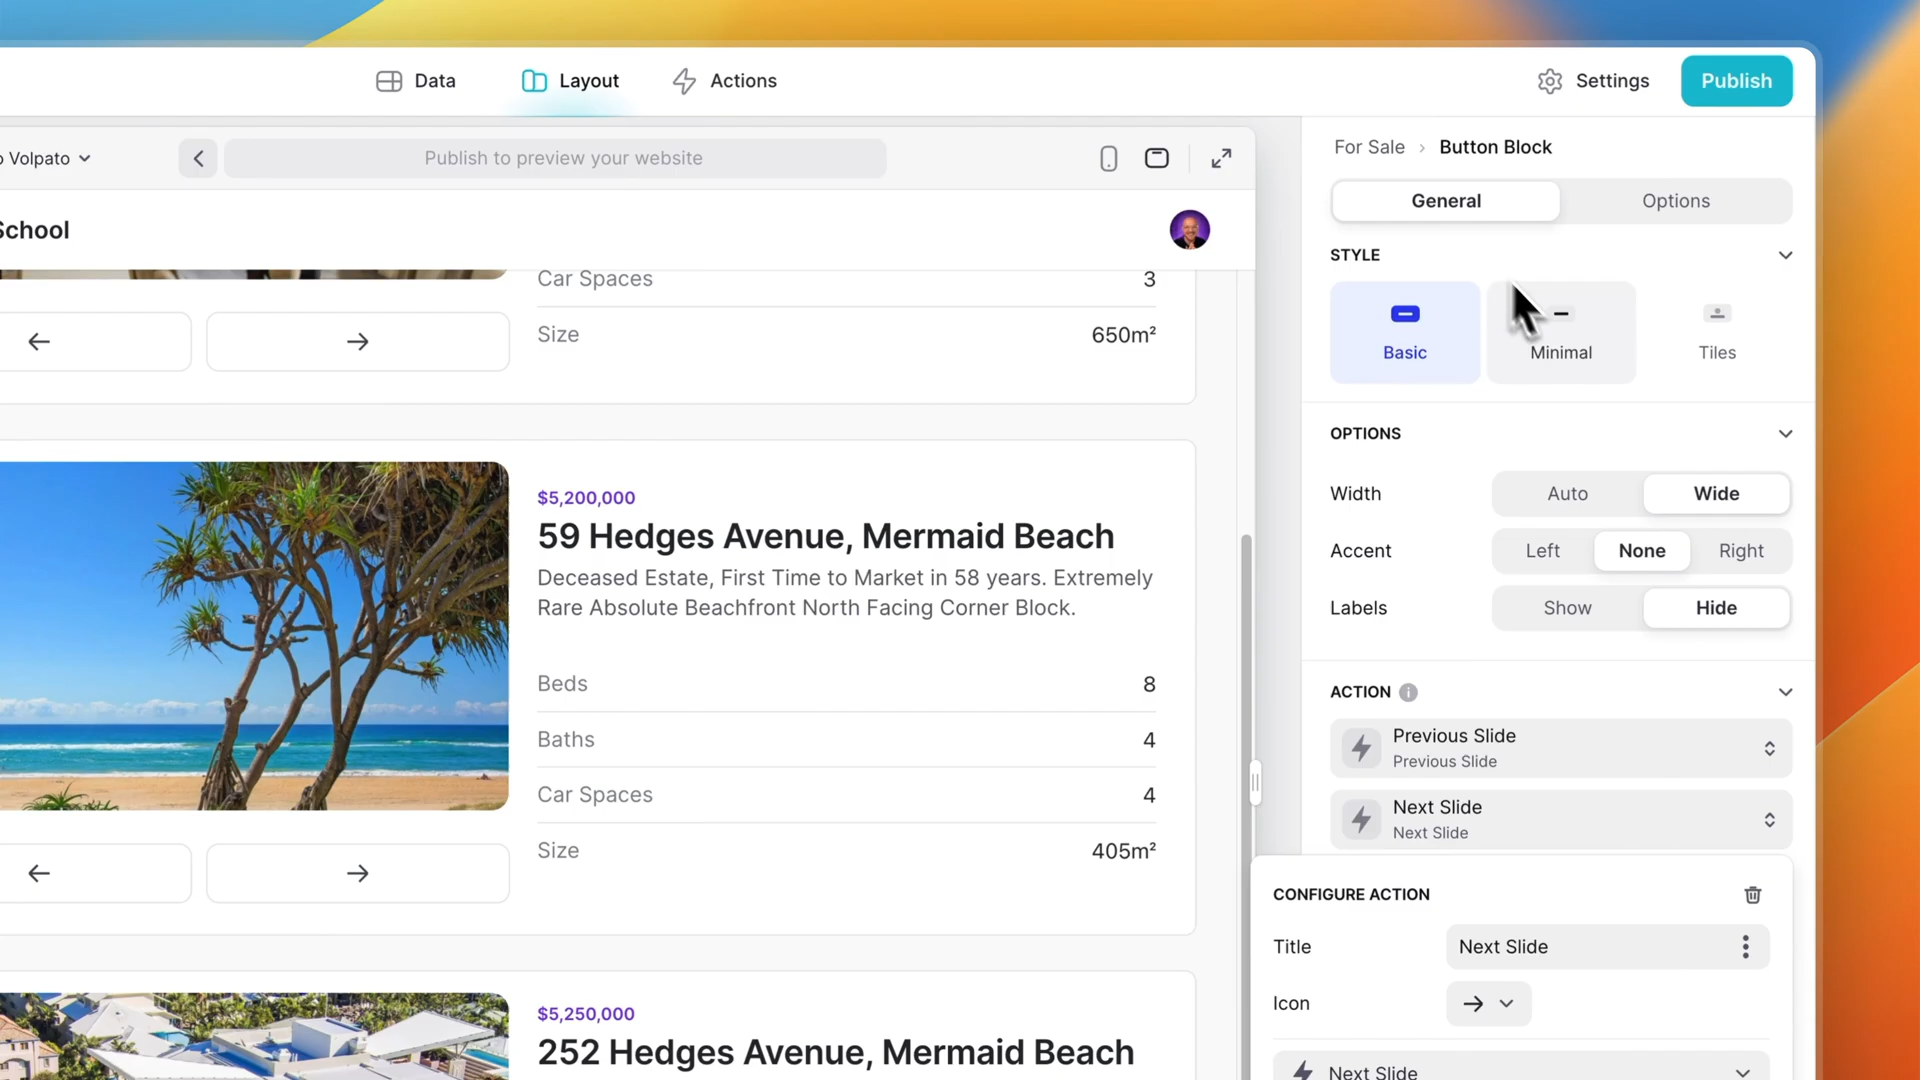 Data
Layout
Actions
Settings
Publish
Volpato
Publish to preview your website
School
Car Spaces 3
Size 650m²
$5,200,000
59 Hedges Avenue, Mermaid Beach
Deceased Estate, First Time to Market in 58 years. Extremely
Rare Absolute Beachfront North Facing Corner Block.
Beds 8
Baths 4
Car Spaces 4
Size 405m²
$5,250,000
252 Hedges Avenue, Mermaid Beach
For Sale › Button Block
General Options
STYLE
Basic Minimal Tiles
OPTIONS
Width Auto Wide
Accent Left None Right
Labels Show Hide
ACTION
Previous Slide
Previous Slide
Next Slide
Next Slide
CONFIGURE ACTION
Title Next Slide
Icon
Next Slide